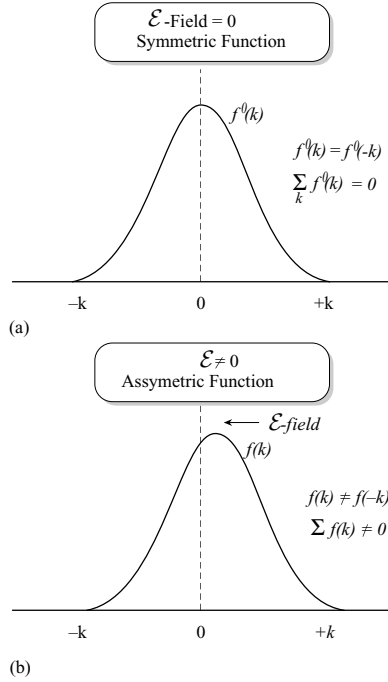 ℰ-Field = 0
Symmetric Function
f⁰(k)
f⁰(k) = f⁰(-k)
Σ f⁰(k) = 0
k
–k 0 +k
(a)
ℰ ≠ 0
Assymetric Function
ℰ-field
f(k)
f(k) ≠ f(–k)
Σ f(k) ≠ 0
–k 0 +k
(b)